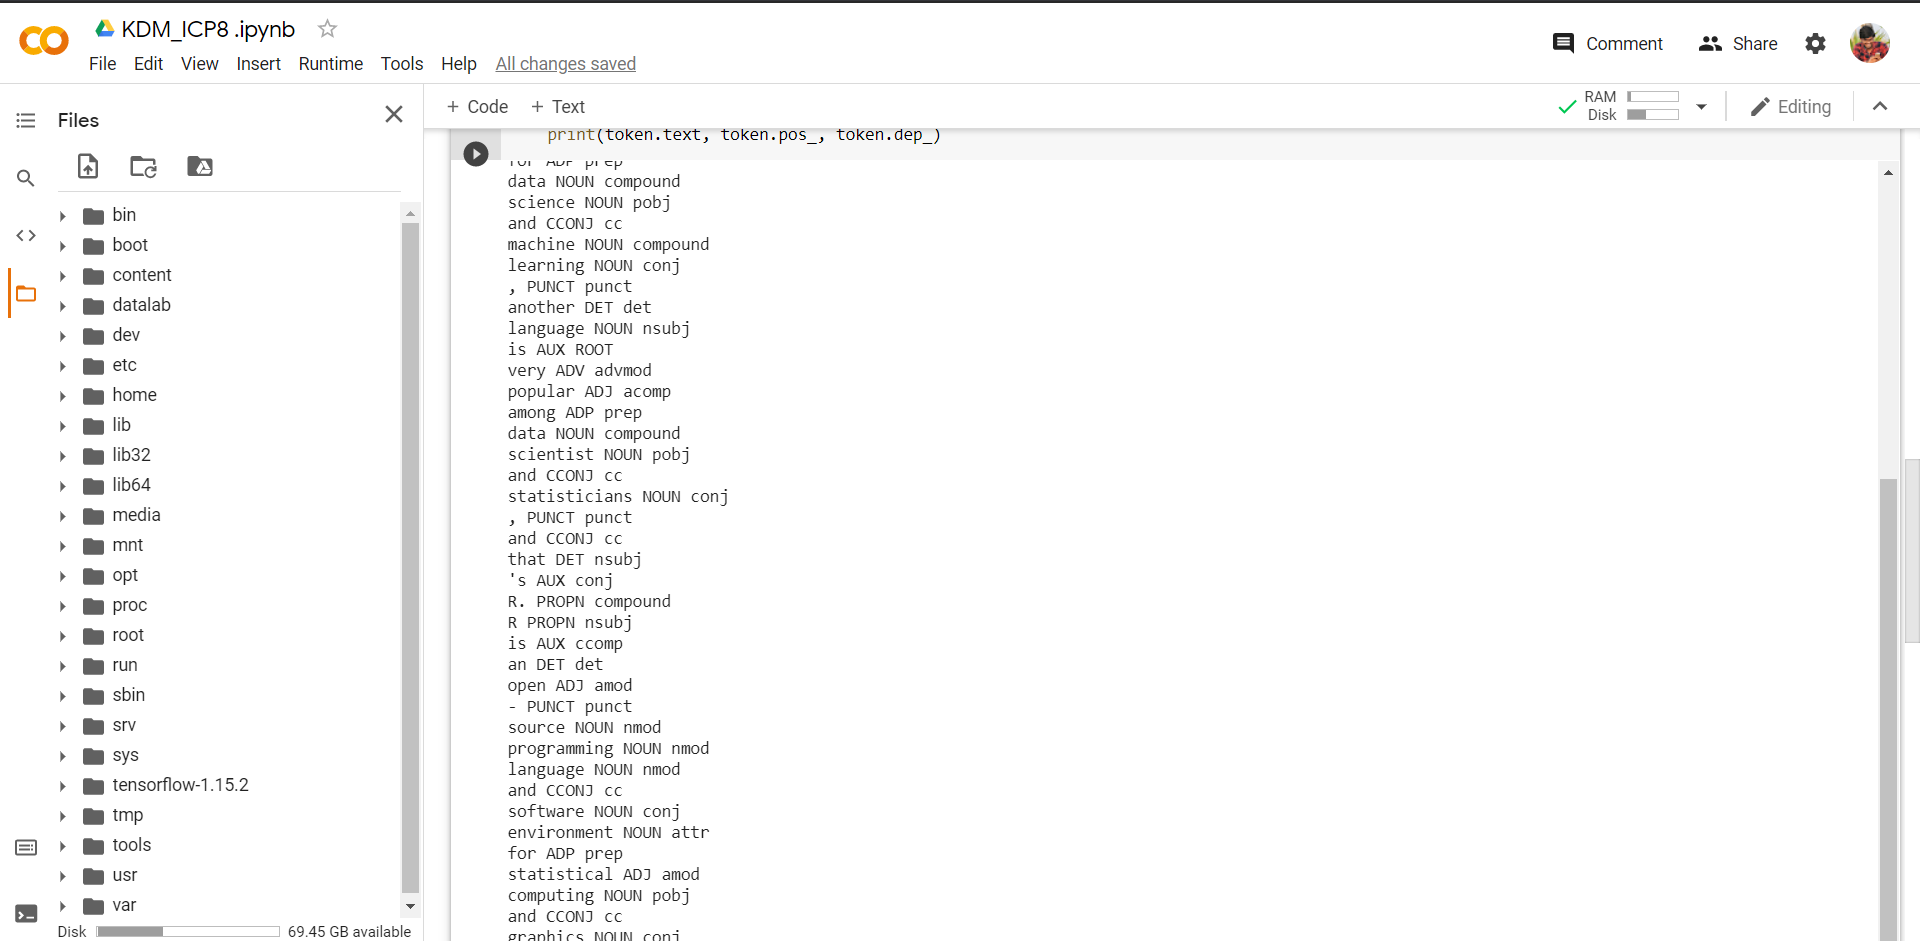 KDM_ICP8 .ipynb
File Edit View Insert Runtime Tools Help All changes saved
Comment Share
Files
+ Code + Text
RAM
Disk
Editing
print(token.text, token.pos_, token.dep_)
for ADP prep
data NOUN compound
science NOUN pobj
and CCONJ cc
machine NOUN compound
learning NOUN conj
, PUNCT punct
another DET det
language NOUN nsubj
is AUX ROOT
very ADV advmod
popular ADJ acomp
among ADP prep
data NOUN compound
scientist NOUN pobj
and CCONJ cc
statisticians NOUN conj
, PUNCT punct
and CCONJ cc
that DET nsubj
's AUX conj
R. PROPN compound
R PROPN nsubj
is AUX ccomp
an DET det
open ADJ amod
- PUNCT punct
source NOUN nmod
programming NOUN nmod
language NOUN nmod
and CCONJ cc
software NOUN conj
environment NOUN attr
for ADP prep
statistical ADJ amod
computing NOUN pobj
and CCONJ cc
graphics NOUN conj
bin
boot
content
datalab
dev
etc
home
lib
lib32
lib64
media
mnt
opt
proc
root
run
sbin
srv
sys
tensorflow-1.15.2
tmp
tools
usr
var
Disk 69.45 GB available